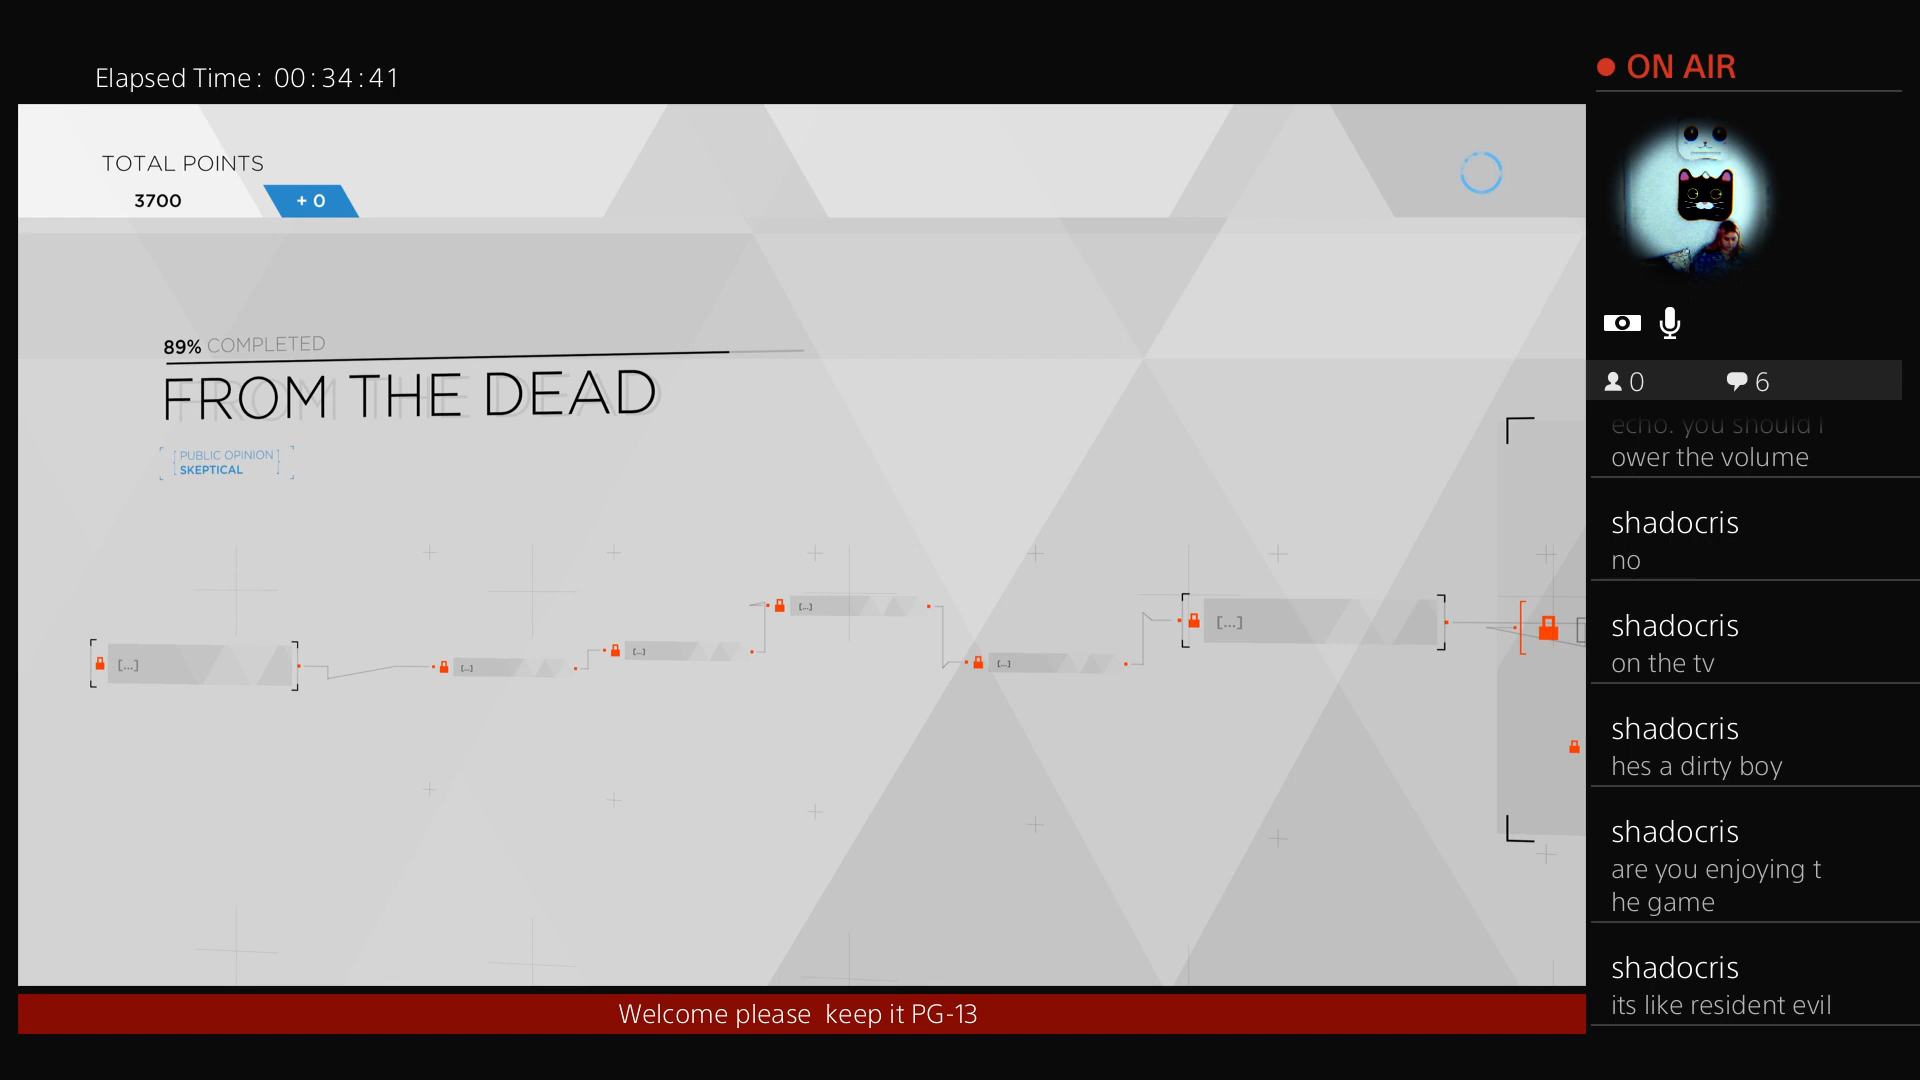 Elapsed Time: 00:34:41
ON AIR
TOTAL POINTS
3700
+ 0
89% COMPLETED
FROM THE DEAD
PUBLIC OPINION
SKEPTICAL
[...]
[...]
[...]
[...]
[...]
[...]
0
6
echo. you should l
ower the volume
shadocris
no
shadocris
on the tv
shadocris
hes a dirty boy
shadocris
are you enjoying t
he game
shadocris
its like resident evil
Welcome please  keep it PG-13